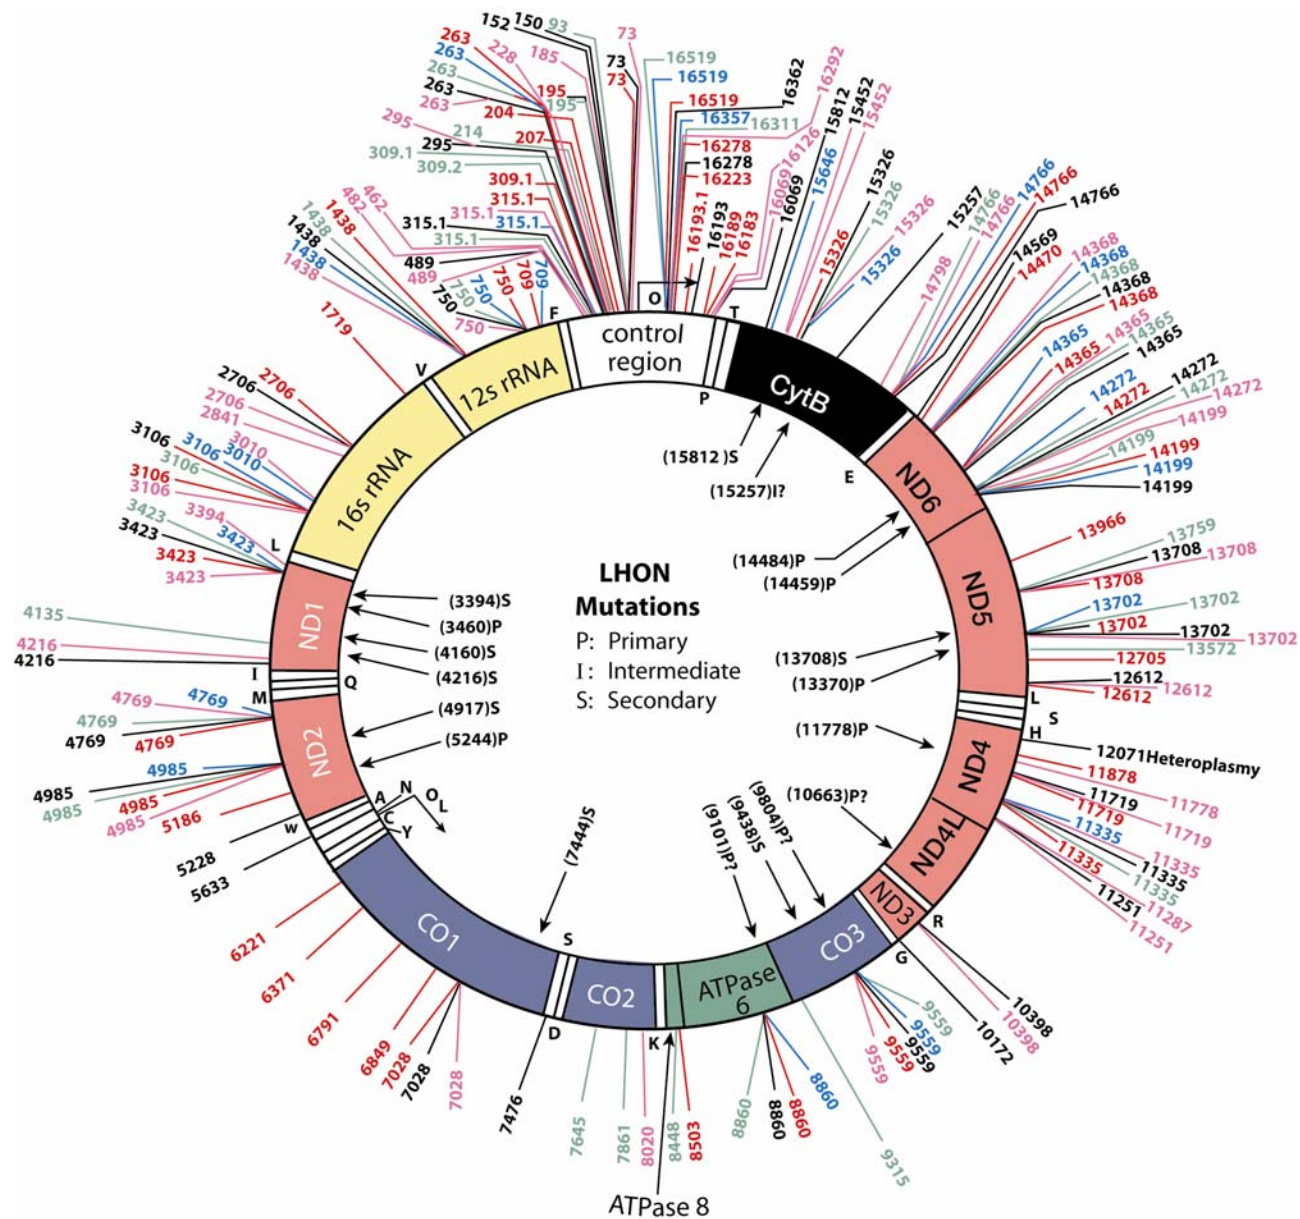 152
150
93
263
263
263
263
263
228
185
195
195
204
207
214
295
295
309.1
309.2
309.1
315.1
315.1
315.1
315.1
315.1
462
482
489
489
73
73
73
16519
16519
16519
16357
16311
16278
16278
16223
16362
16292
16126
16069
16069
16193.1
16193
16189
16183
15812
15646
15452
15452
15326
15326
15326
15326
15326
15257
14798
14766
14766
14766
14766
14766
14569
14470
14368
14368
14368
14368
14368
14365
14365
14365
14365
14365
14272
14272
14272
14272
14272
14199
14199
14199
14199
14199
13966
13759
13708
13708
13708
13702
13702
13702
13702
13702
13572
12705
12612
12612
12612
12071Heteroplasmy
11878
11778
11719
11719
11719
11335
11335
11335
11335
11335
11287
11251
11251
10398
10398
10172
9559
9559
9559
9559
9559
9315
8860
8860
8860
8860
8503
8448
8020
7861
7645
7476
7028
7028
7028
6849
6791
6371
6221
5633
5228
5186
4985
4985
4985
4985
4985
4769
4769
4769
4769
4769
4216
4216
4135
3423
3423
3423
3423
3423
3394
3106
3106
3106
3106
3106
3010
3010
2841
2706
2706
2706
1719
1438
1438
1438
1438
1438
750
750
750
750
750
709
709
O
control
region
F
12s rRNA
V
16s rRNA
L
ND1
I
Q
M
ND2
w
A
N
C
Y
OL
CO1
S
D
CO2
K
ATPase 8
ATPase
6
CO3
G
ND3
R
ND4L
ND4
H
S
L
ND5
ND6
E
CytB
T
P
(15812)S
(15257)I?
(14484)P
(14459)P
(13708)S
(13370)P
(11778)P
(10663)P?
(9804)P?
(9438)S
(9101)P?
(7444)S
(5244)P
(4917)S
(4216)S
(4160)S
(3460)P
(3394)S
LHON
Mutations
P: Primary
I: Intermediate
S: Secondary